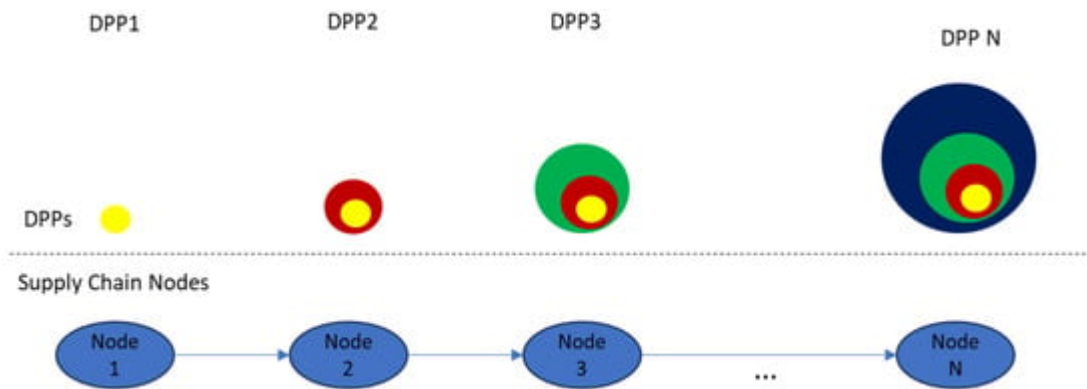 DPP1
DPP2
DPP3
DPP N
DPPs
Supply Chain Nodes
Node
1
Node
2
Node
3
...
Node
N